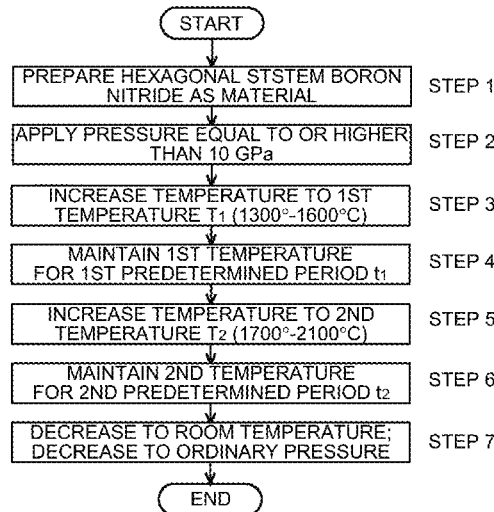 START
PREPARE HEXAGONAL STSTEM BORON
NITRIDE AS MATERIAL
STEP 1
APPLY PRESSURE EQUAL TO OR HIGHER
THAN 10 GPa
STEP 2
INCREASE TEMPERATURE TO 1ST
TEMPERATURE T1 (1300°-1600°C)
STEP 3
MAINTAIN 1ST TEMPERATURE
FOR 1ST PREDETERMINED PERIOD t1
STEP 4
INCREASE TEMPERATURE TO 2ND
TEMPERATURE T2 (1700°-2100°C)
STEP 5
MAINTAIN 2ND TEMPERATURE
FOR 2ND PREDETERMINED PERIOD t2
STEP 6
DECREASE TO ROOM TEMPERATURE;
DECREASE TO ORDINARY PRESSURE
STEP 7
END